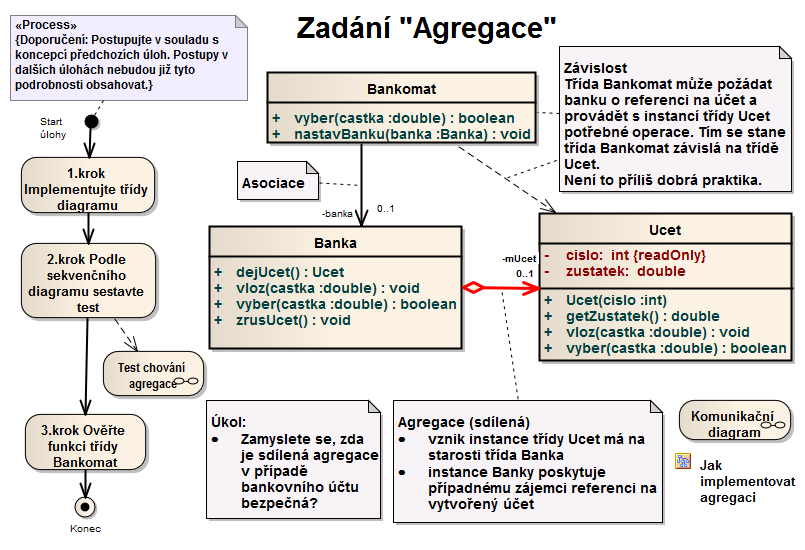 Zadání "Agregace"
«Process»
{Doporučení: Postupujte v souladu s
koncepcí předchozích úloh. Postupy v
dalších úlohách nebudou již tyto
podrobnosti obsahovat.}
Start
úlohy
1.krok
Implementujte třídy
diagramu
2.krok Podle
sekvenčního
diagramu sestavte
test
Test chování
agregace
3.krok Ověřte
funkci třídy
Bankomat
Konec
Bankomat
+ vyber(castka :double) : boolean
+ nastavBanku(banka :Banka) : void
Závislost
Třída Bankomat může požádat
banku o referenci na účet a
provádět s instancí třídy Ucet
potřebné operace. Tím se stane
třída Bankomat závislá na třídě
Ucet.
Není to příliš dobrá praktika.
Asociace
-banka
0..1
Banka
+ dejUcet() : Ucet
+ vloz(castka :double) : void
+ vyber(castka :double) : boolean
+ zrusUcet() : void
-mUcet
0..1
Ucet
- cislo: int {readOnly}
- zustatek: double
+ Ucet(cislo :int)
+ getZustatek() : double
+ vloz(castka :double) : void
+ vyber(castka :double) : boolean
Úkol:
• Zamyslete se, zda
je sdílená agregace
v případě
bankovního účtu
bezpečná?
Agregace (sdílená)
• vznik instance třídy Ucet má na
starosti třída Banka
• instance Banky poskytuje
případnému zájemci referenci na
vytvořený účet
Komunikační
diagram
Jak
implementovat
agregaci